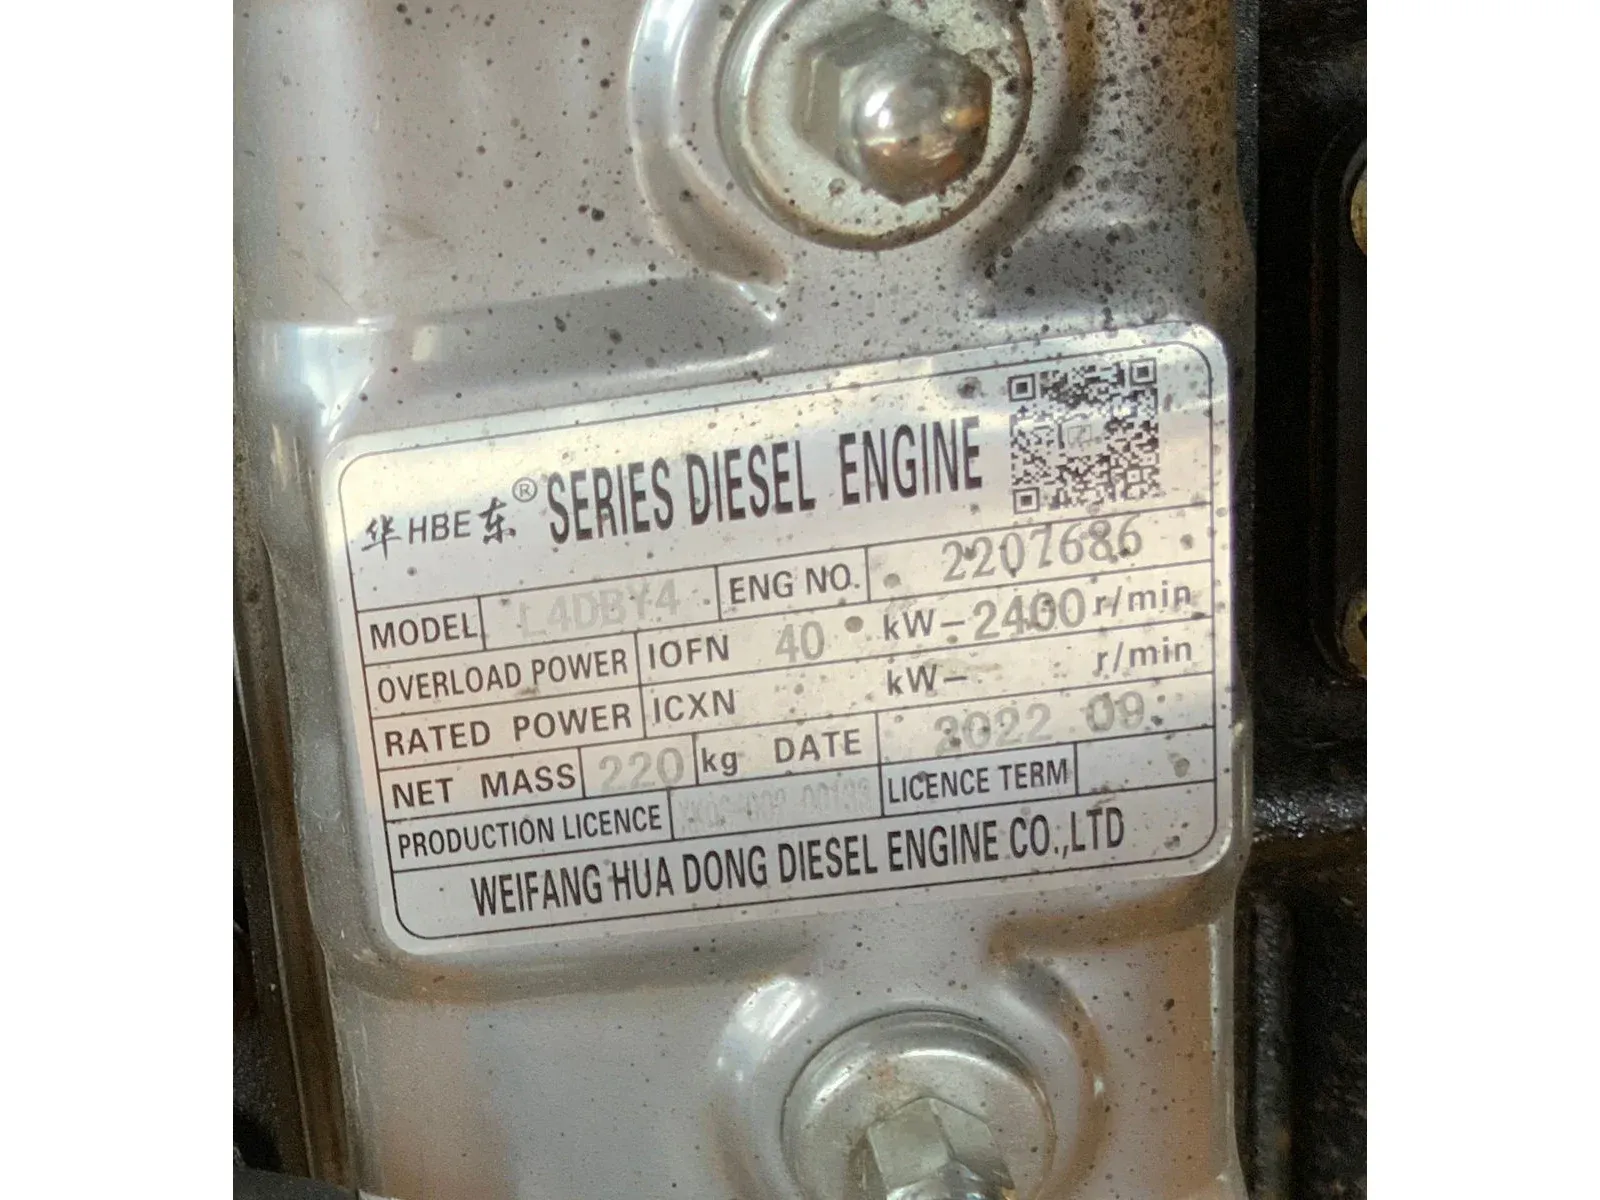 华 HBE 东® SERIES DIESEL ENGINE
MODEL L4DBY4 ENG NO. 2207686
OVERLOAD POWER IOFN 40 kW- 2400 r/min
RATED POWER ICXN kW- r/min
NET MASS 220 kg DATE 2022 09
PRODUCTION LICENCE LICENCE TERM
WEIFANG HUA DONG DIESEL ENGINE CO.,LTD